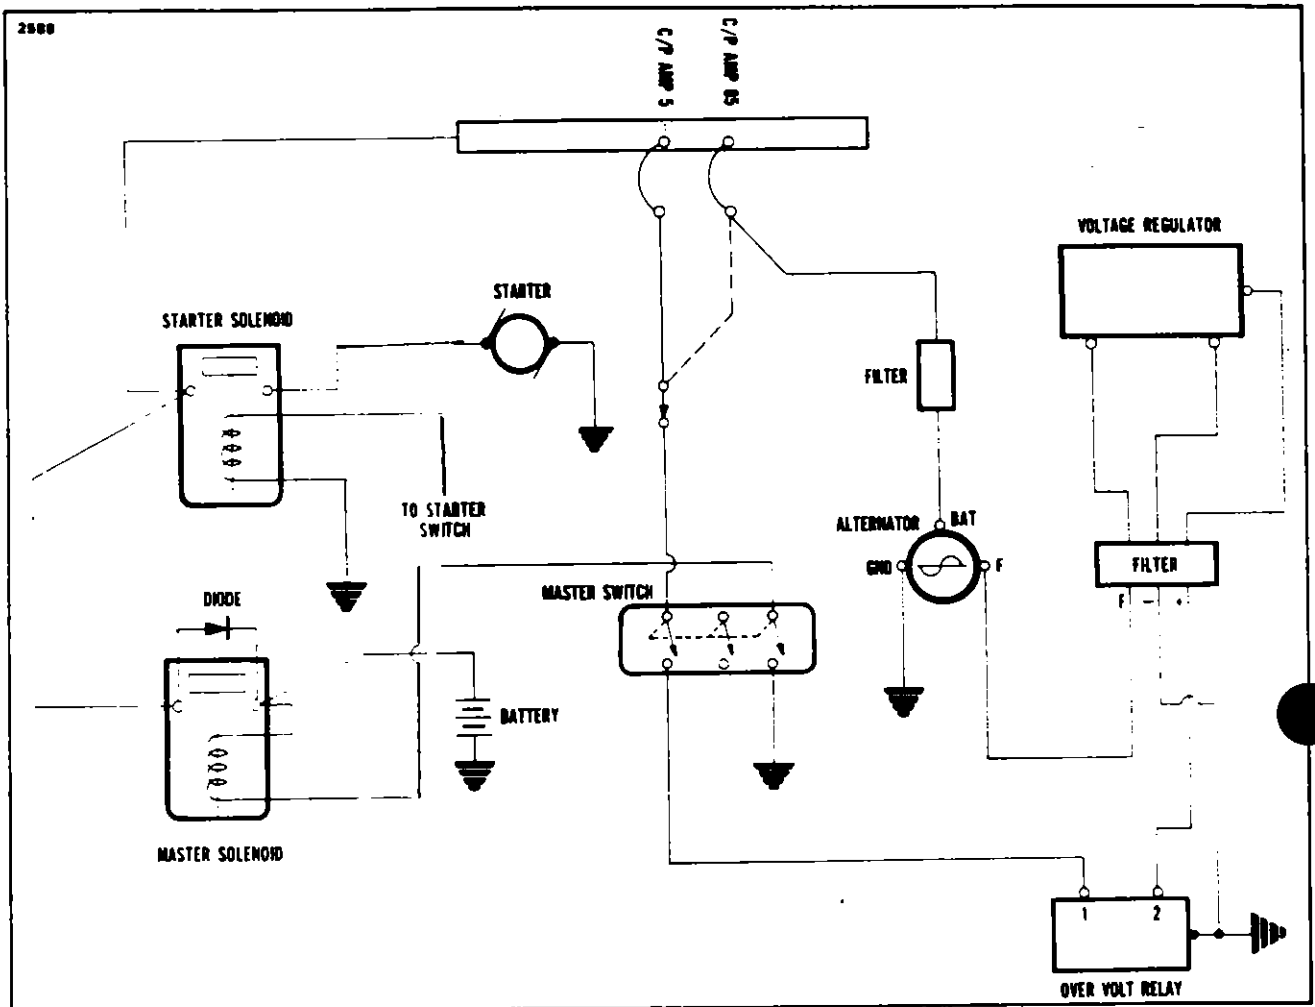 2588
C/P AMP 5
C/P AMP 65
VOLTAGE REGULATOR
STARTER
STARTER SOLENOID
FILTER
TO STARTER
SWITCH
ALTERNATOR
BAT
GND
F
FILTER
F - +
DIODE
MASTER SWITCH
BATTERY
MASTER SOLENOID
1 2
OVER VOLT RELAY